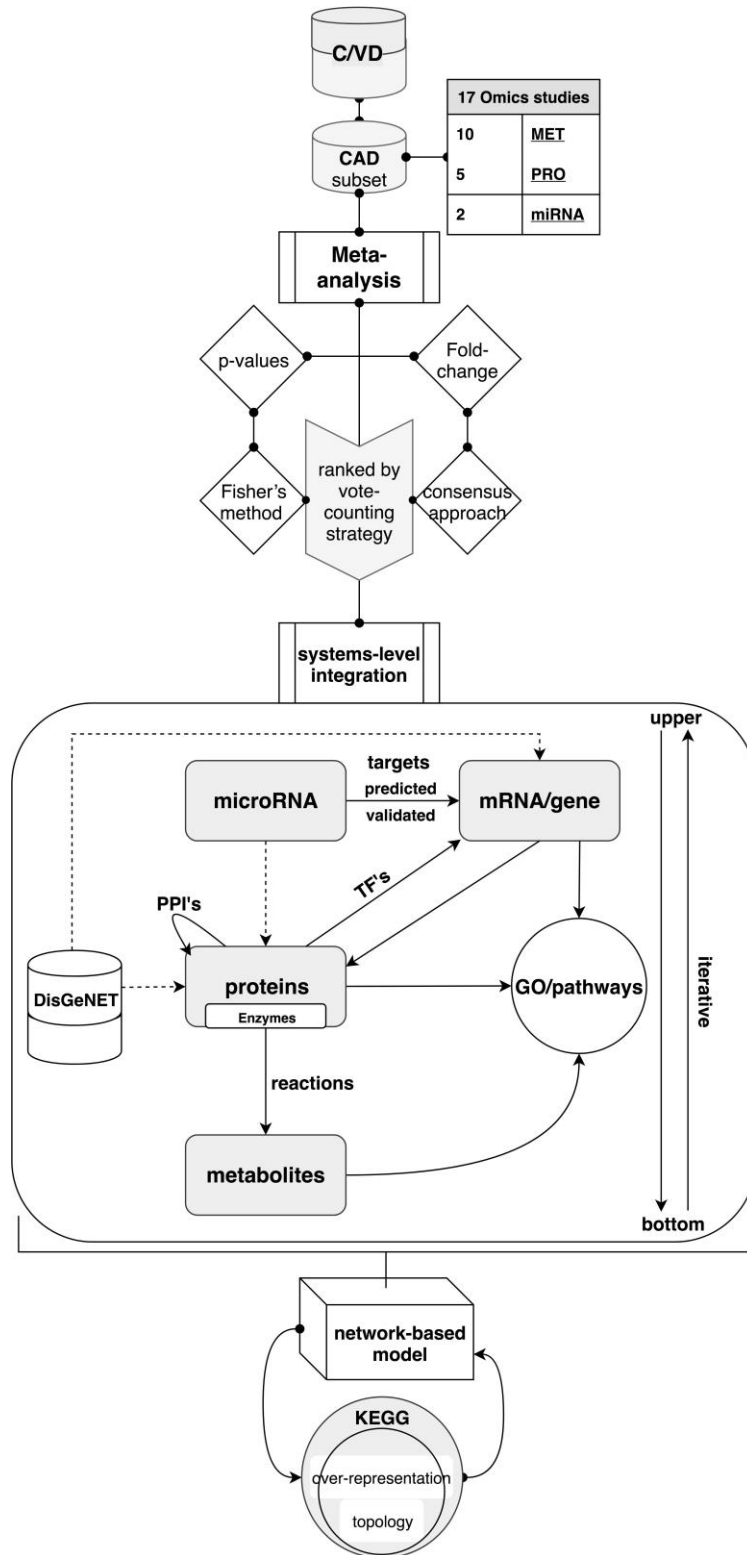 C/VD
17 Omics studies
10 MET
5 PRO
2 miRNA
CAD
subset
Meta-
analysis
p-values
Fold-
change
Fisher's
method
ranked by
vote-
counting
strategy
consensus
approach
systems-level
integration
upper
targets
microRNA
predicted
validated
mRNA/gene
TF's
PPI's
DisGeNET
proteins
Enzymes
GO/pathways
iterative
reactions
metabolites
bottom
network-based
model
KEGG
over-representation
topology